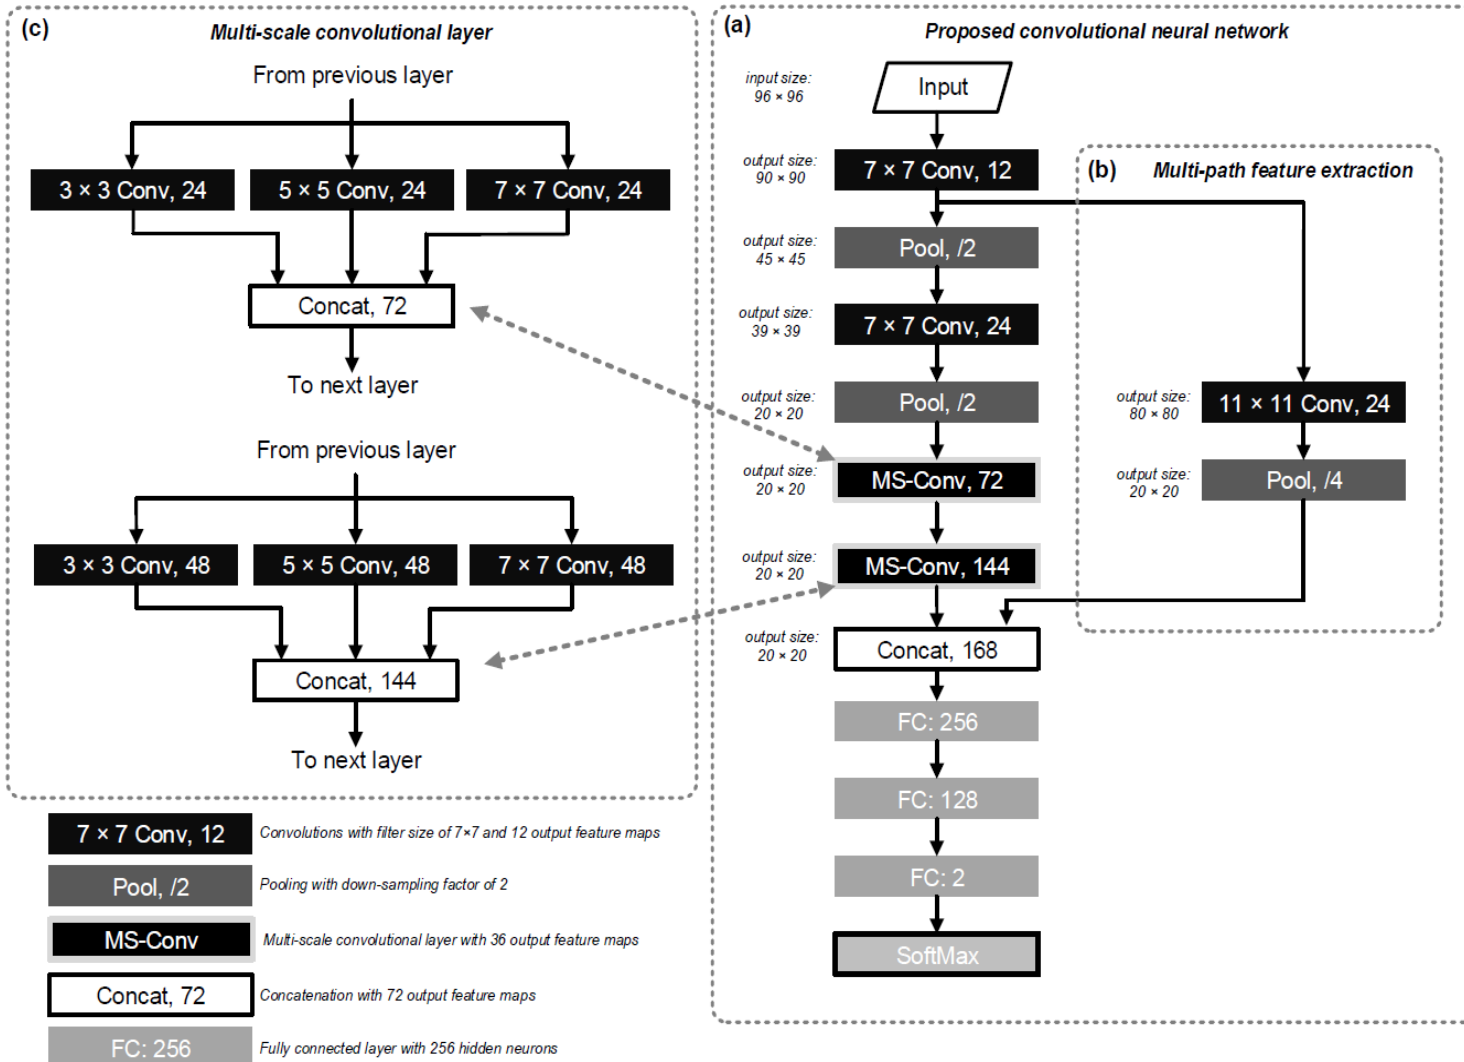 (c)
Multi-scale convolutional layer
From previous layer
3 × 3 Conv, 24
5 × 5 Conv, 24
7 × 7 Conv, 24
Concat, 72
To next layer
From previous layer
3 × 3 Conv, 48
5 × 5 Conv, 48
7 × 7 Conv, 48
Concat, 144
To next layer
(a)
Proposed convolutional neural network
input size:
96 × 96
Input
output size:
90 × 90
7 × 7 Conv, 12
output size:
45 × 45
Pool, /2
output size:
39 × 39
7 × 7 Conv, 24
output size:
20 × 20
Pool, /2
output size:
20 × 20
MS-Conv, 72
output size:
20 × 20
MS-Conv, 144
output size:
20 × 20
Concat, 168
FC: 256
FC: 128
FC: 2
SoftMax
(b)
Multi-path feature extraction
output size:
80 × 80
11 × 11 Conv, 24
output size:
20 × 20
Pool, /4
7 × 7 Conv, 12
Convolutions with filter size of 7×7 and 12 output feature maps
Pool, /2
Pooling with down-sampling factor of 2
MS-Conv
Multi-scale convolutional layer with 36 output feature maps
Concat, 72
Concatenation with 72 output feature maps
FC: 256
Fully connected layer with 256 hidden neurons